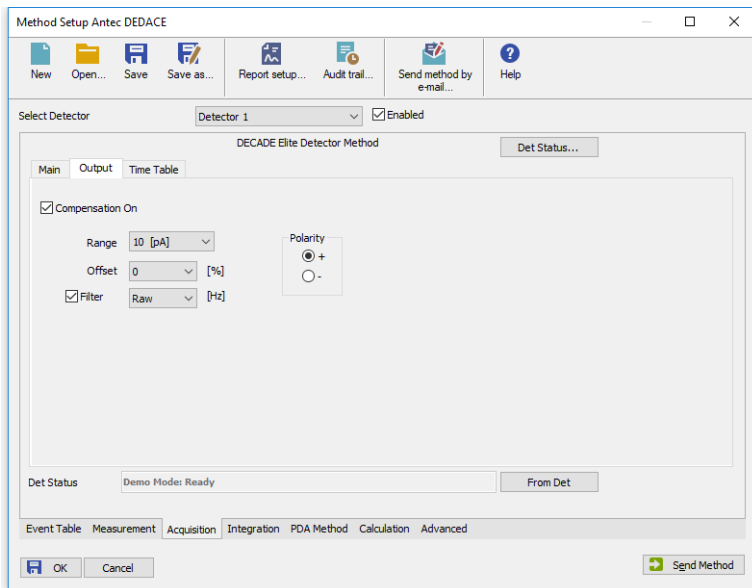 Method Setup Antec DEDACE
New Open... Save Save as... Report setup... Audit trail... Send method by e-mail... Help
Select Detector Detector 1 Enabled
DECADE Elite Detector Method Det Status...
Main Output Time Table
Compensation On
Range 10 [pA] Polarity
+
Offset 0 [%]
-
Filter Raw [Hz]
Det Status Demo Mode: Ready From Det
Event Table Measurement Acquisition Integration PDA Method Calculation Advanced
OK Cancel Send Method